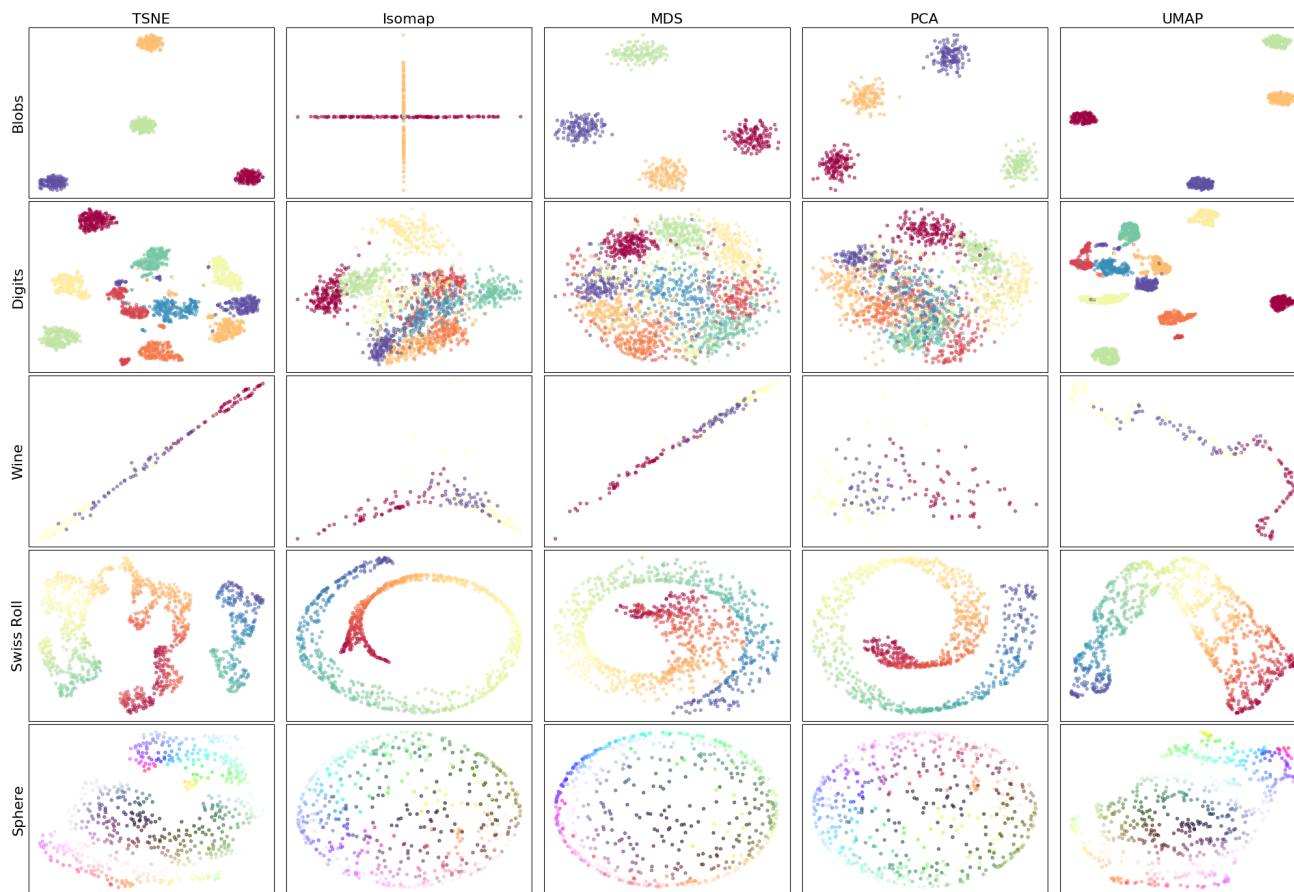 TSNE Isomap MDS PCA UMAP
Blobs
Digits
Wine
Swiss Roll
Sphere